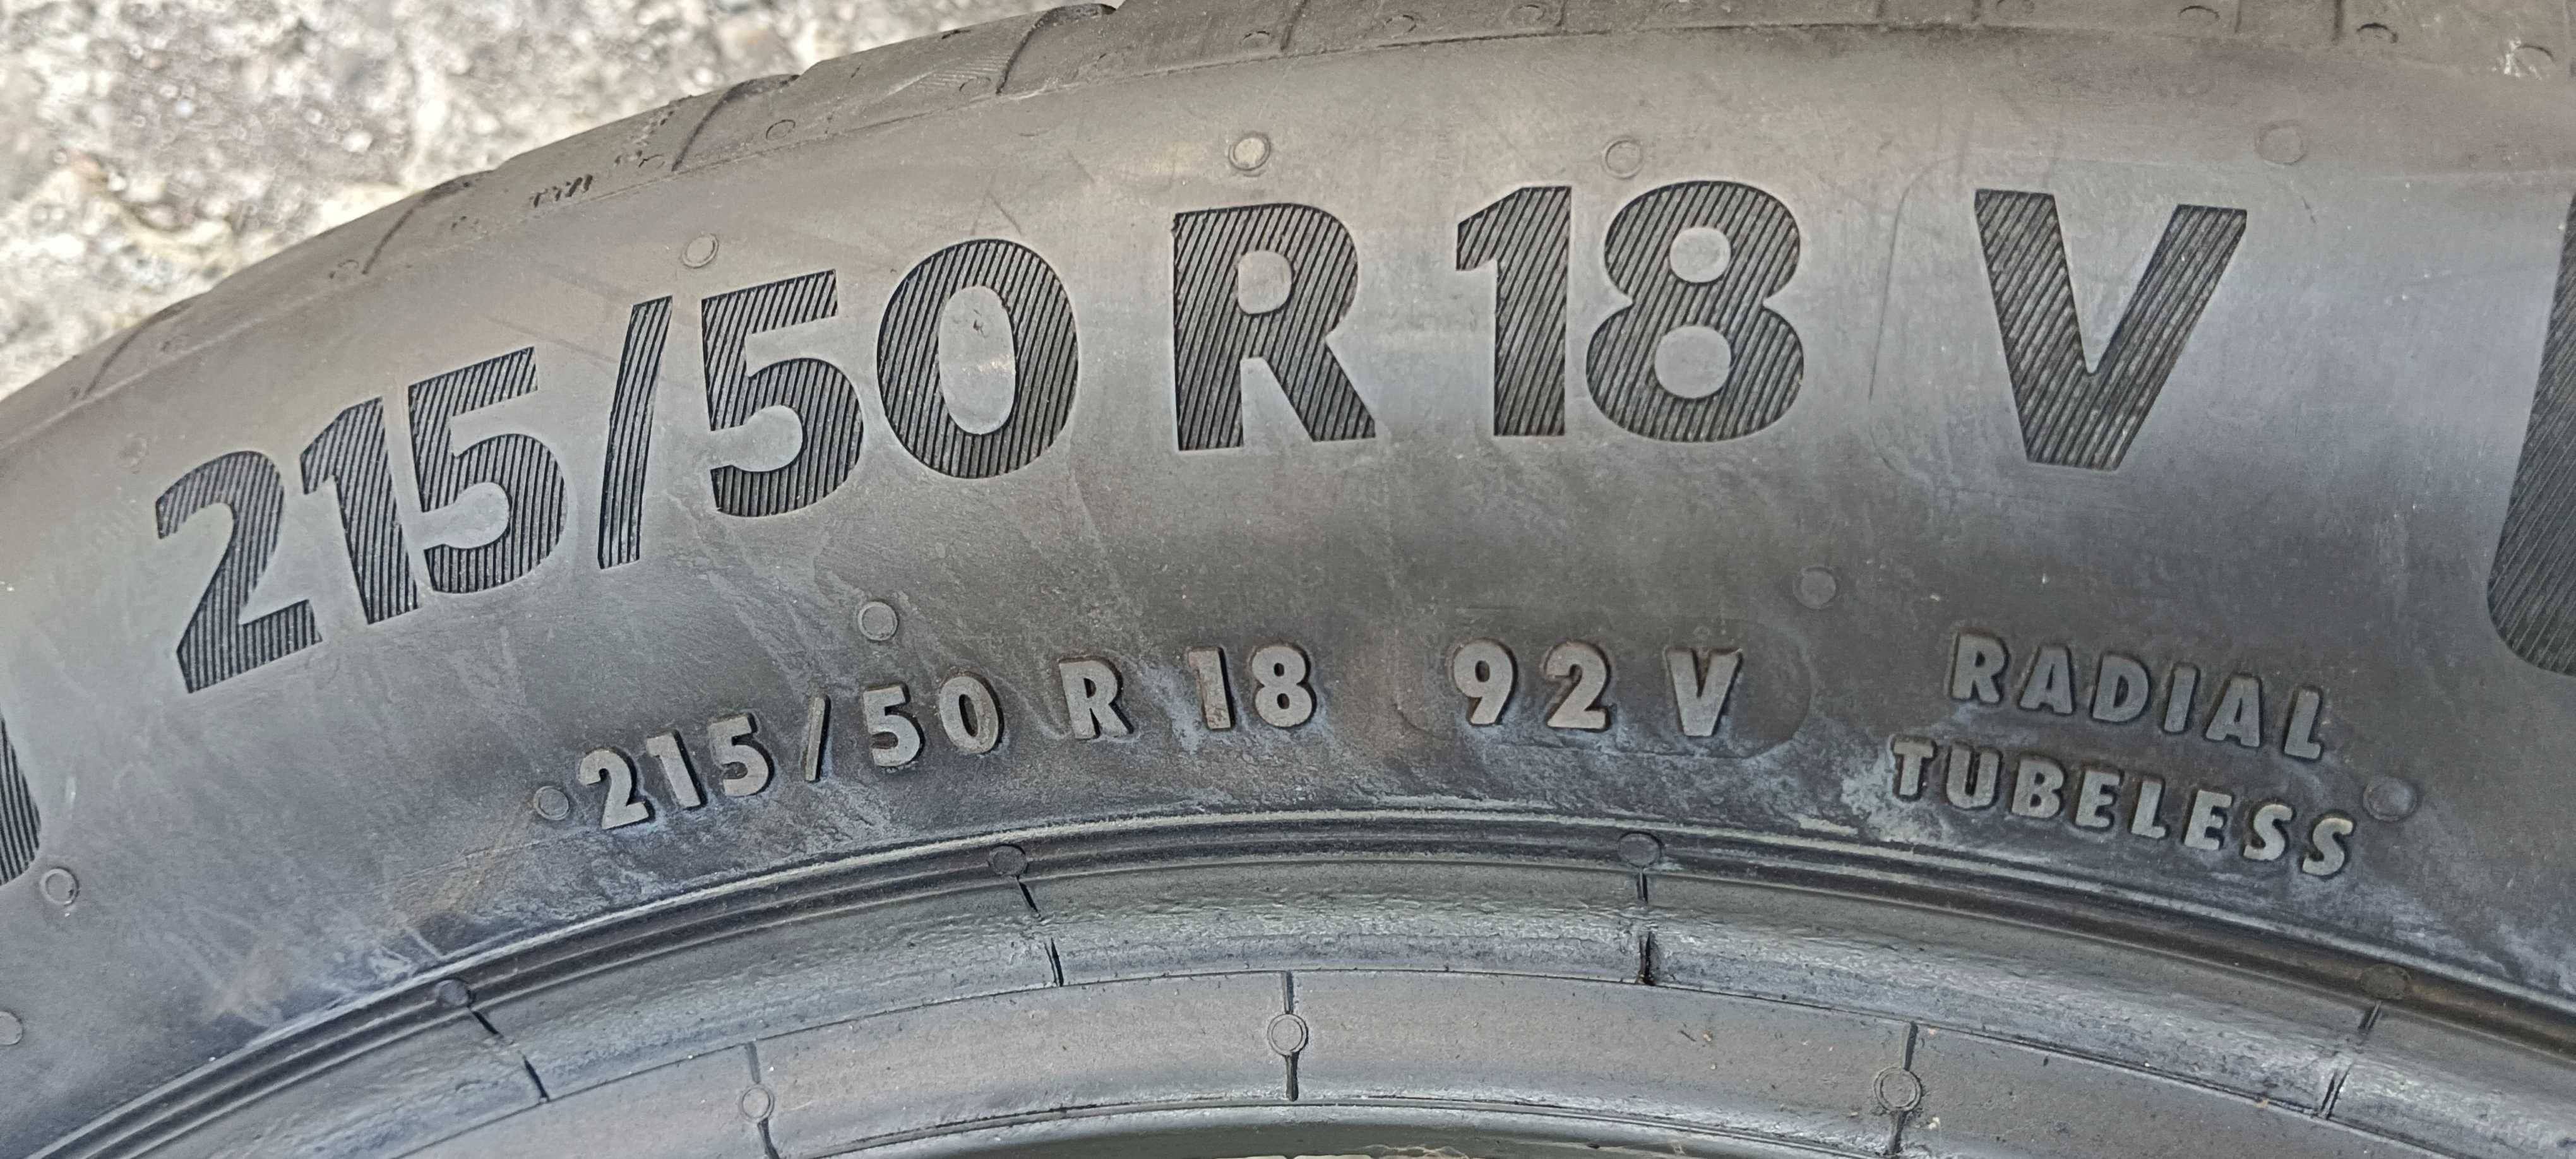 215/50 R 18 V
215/50 R 18 92 V
RADIAL
TUBELESS